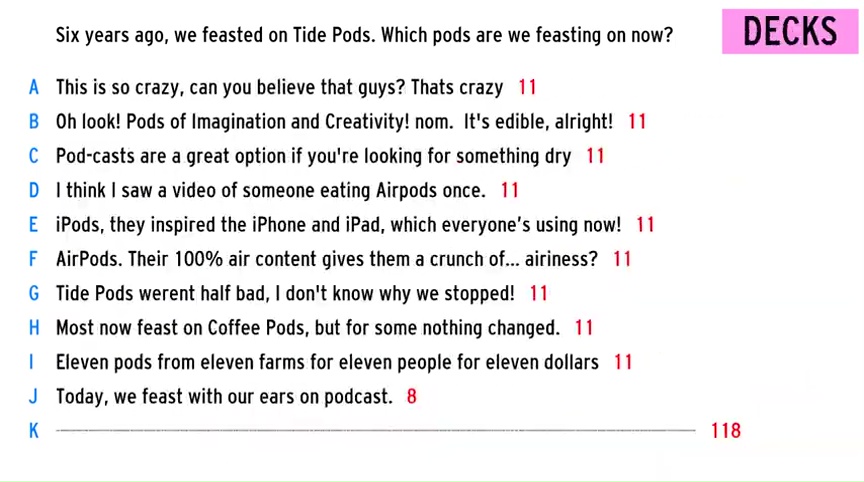 Six years ago, we feasted on Tide Pods. Which pods are we feasting on now?
DECKS
A This is so crazy, can you believe that guys? Thats crazy 11
B Oh look! Pods of Imagination and Creativity! nom. It's edible, alright! 11
C Pod-casts are a great option if you're looking for something dry 11
D I think I saw a video of someone eating Airpods once. 11
E iPods, they inspired the iPhone and iPad, which everyone's using now! 11
F AirPods. Their 100% air content gives them a crunch of... airiness? 11
G Tide Pods werent half bad, I don't know why we stopped! 11
H Most now feast on Coffee Pods, but for some nothing changed. 11
I Eleven pods from eleven farms for eleven people for eleven dollars 11
J Today, we feast with our ears on podcast. 8
K 118